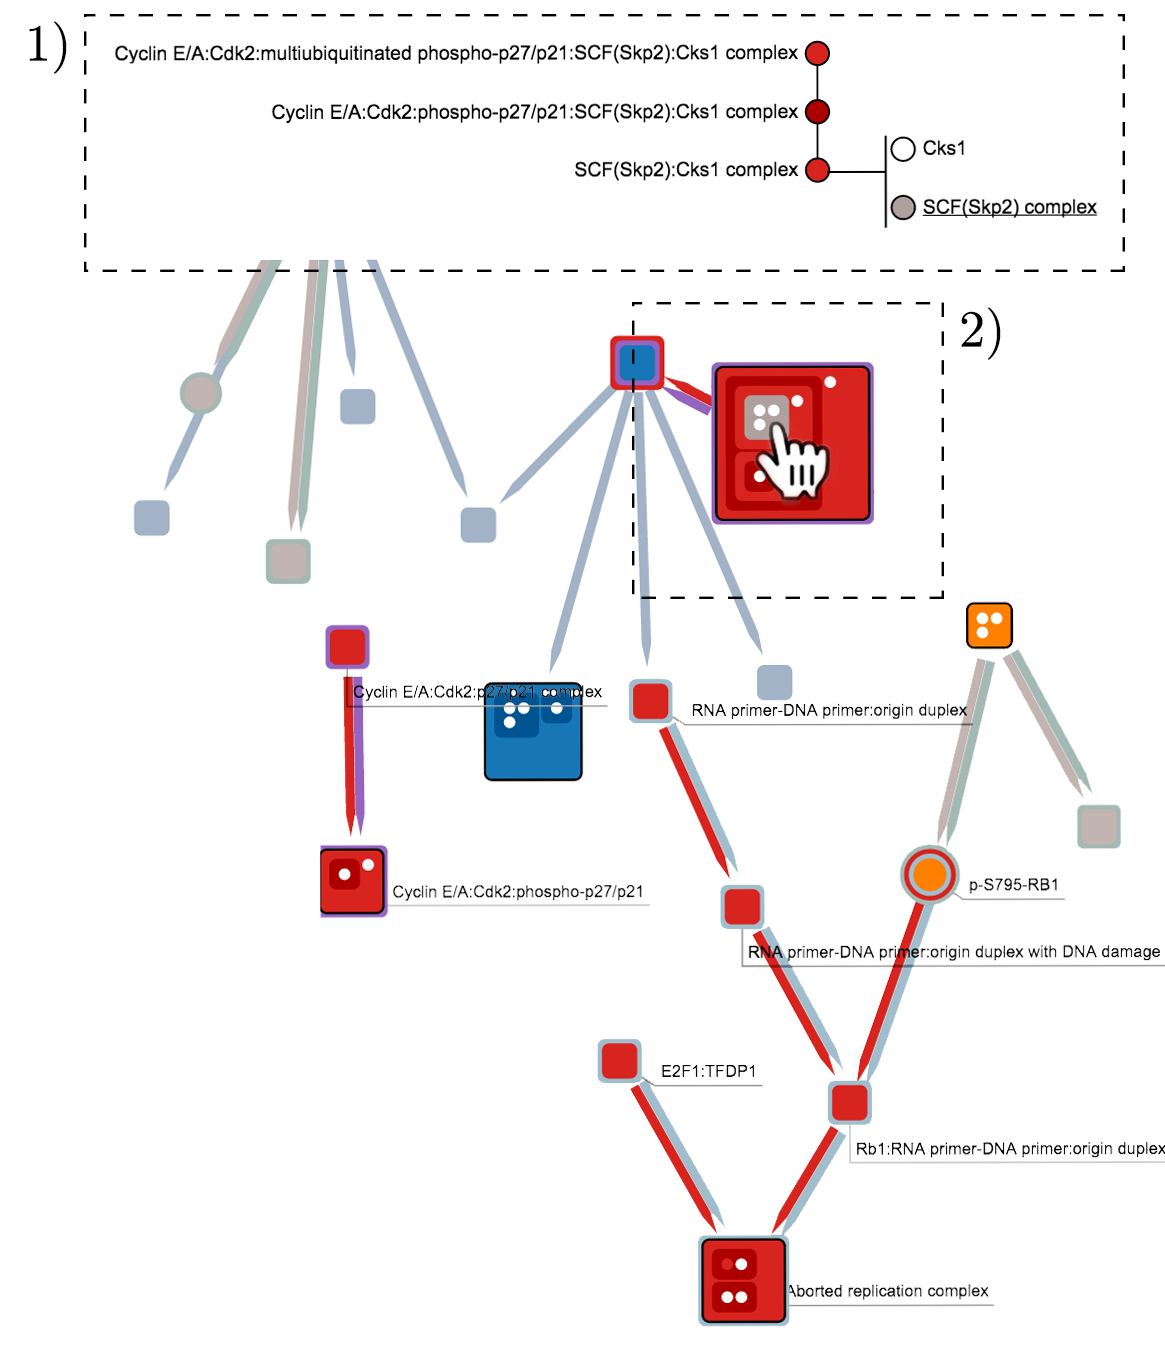 1)
Cyclin E/A:Cdk2:multiubiquitinated phospho-p27/p21:SCF(Skp2):Cks1 complex
Cyclin E/A:Cdk2:phospho-p27/p21:SCF(Skp2):Cks1 complex
SCF(Skp2):Cks1 complex
Cks1
SCF(Skp2) complex
2)
Cyclin E/A:Cdk2:p27/p21 complex
RNA primer-DNA primer:origin duplex
Cyclin E/A:Cdk2:phospho-p27/p21
p-S795-RB1
RNA primer-DNA primer:origin duplex with DNA damage
E2F1:TFDP1
Rb1:RNA primer-DNA primer:origin duplex
Aborted replication complex